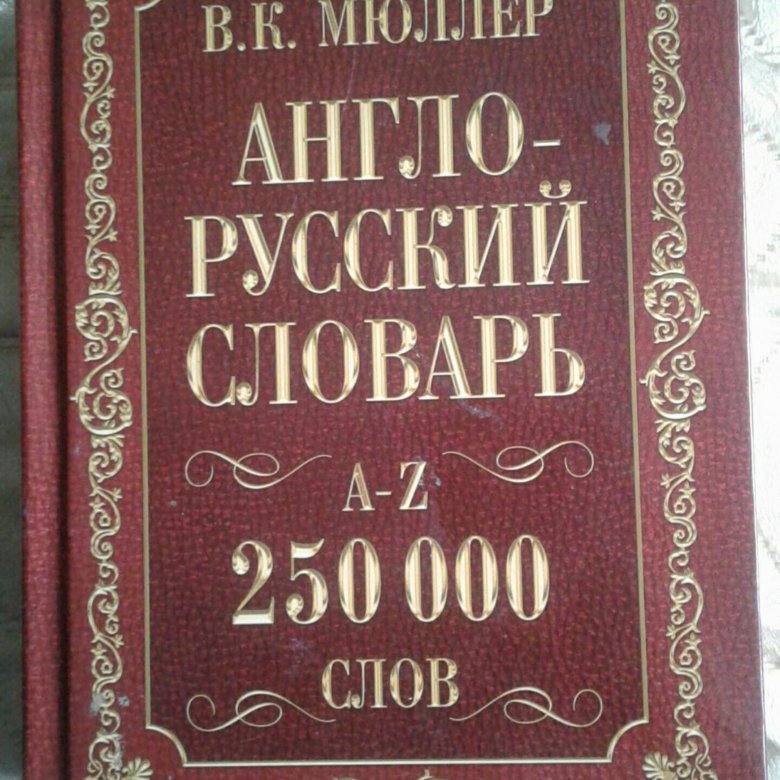 В.К. МЮЛЛЕР
АНГЛО-
РУССКИЙ
СЛОВАРЬ
A-Z
250 000
СЛОВ